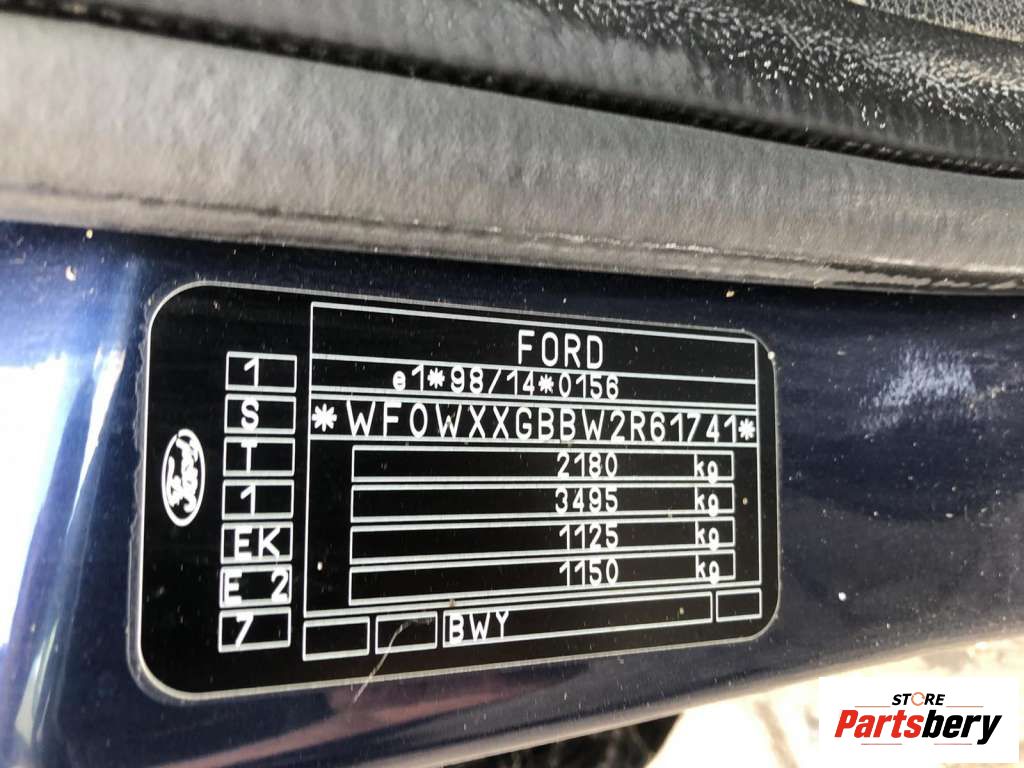 FORD
e1*98/14*0156
*WF0WXXGBBW2R61741*
2180 kg
3495 kg
1125 kg
1150 kg
BWY
1
S
T
1
EK
E 2
7
Ford
STORE
Partsbery